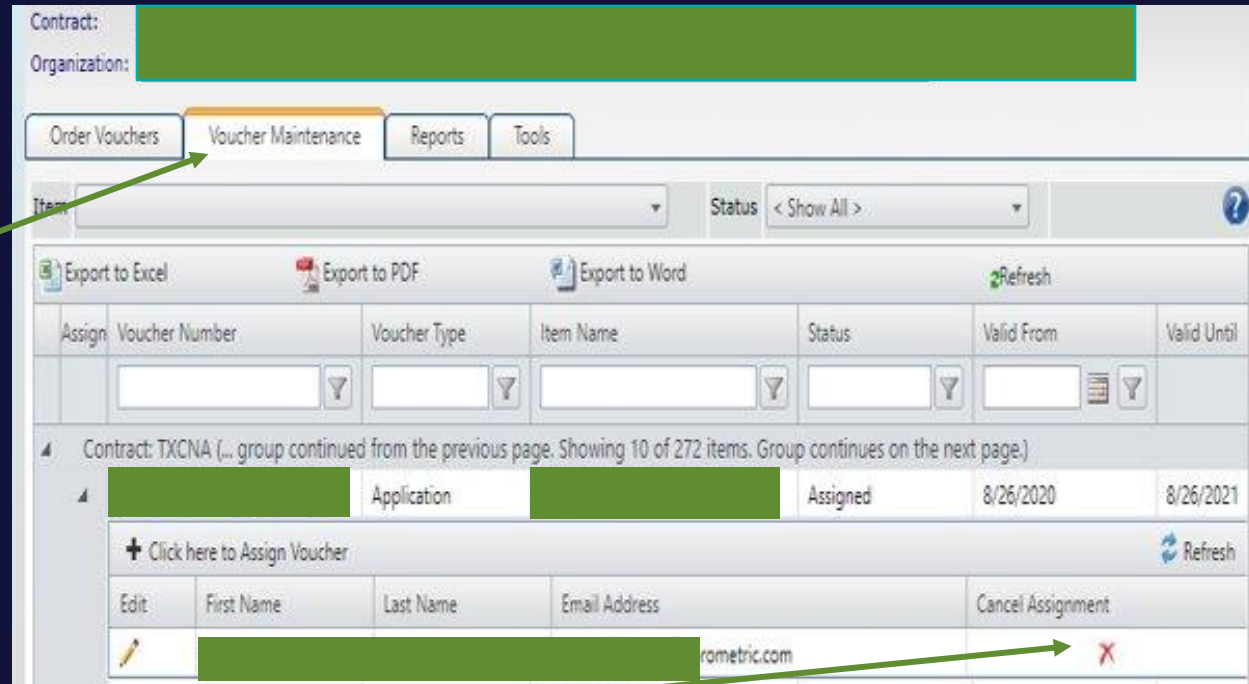 Contract:
Organization:
Order Vouchers Voucher Maintenance Reports Tools
Item Status < Show All > ?
Export to Excel Export to PDF Export to Word Refresh
Assign Voucher Number Voucher Type Item Name Status Valid From Valid Until
Contract: TXCNA (... group continued from the previous page. Showing 10 of 272 items. Group continues on the next page.)
Application Assigned 8/26/2020 8/26/2021
Click here to Assign Voucher Refresh
Edit First Name Last Name Email Address Cancel Assignment
rometric.com